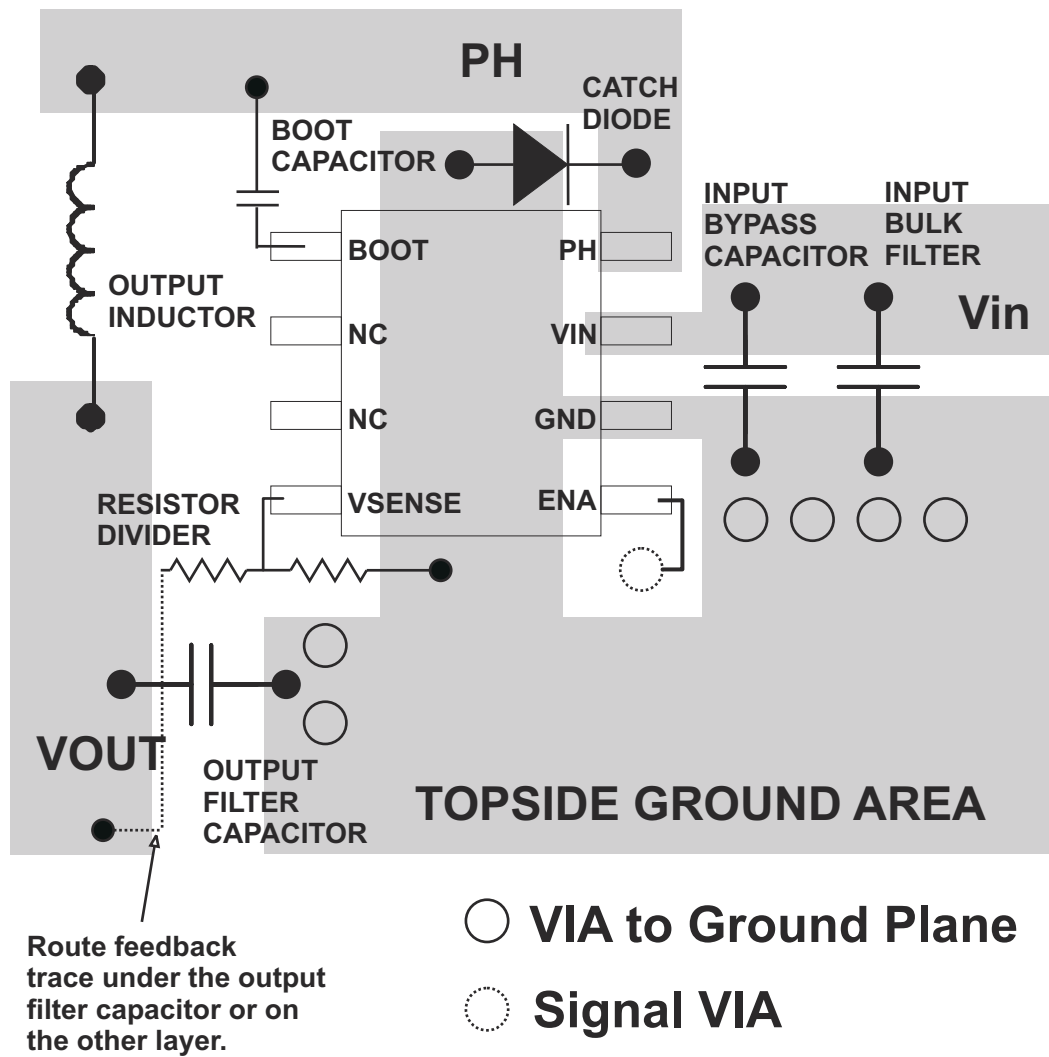 PH
CATCH
DIODE
BOOT
CAPACITOR
INPUT
BYPASS
CAPACITOR
INPUT
BULK
FILTER
OUTPUT
INDUCTOR
BOOT
PH
Vin
NC
VIN
NC
GND
RESISTOR
DIVIDER
VSENSE
ENA
VOUT
OUTPUT
FILTER
CAPACITOR
TOPSIDE GROUND AREA
VIA to Ground Plane
Route feedback
trace under the output
filter capacitor or on
the other layer.
Signal VIA